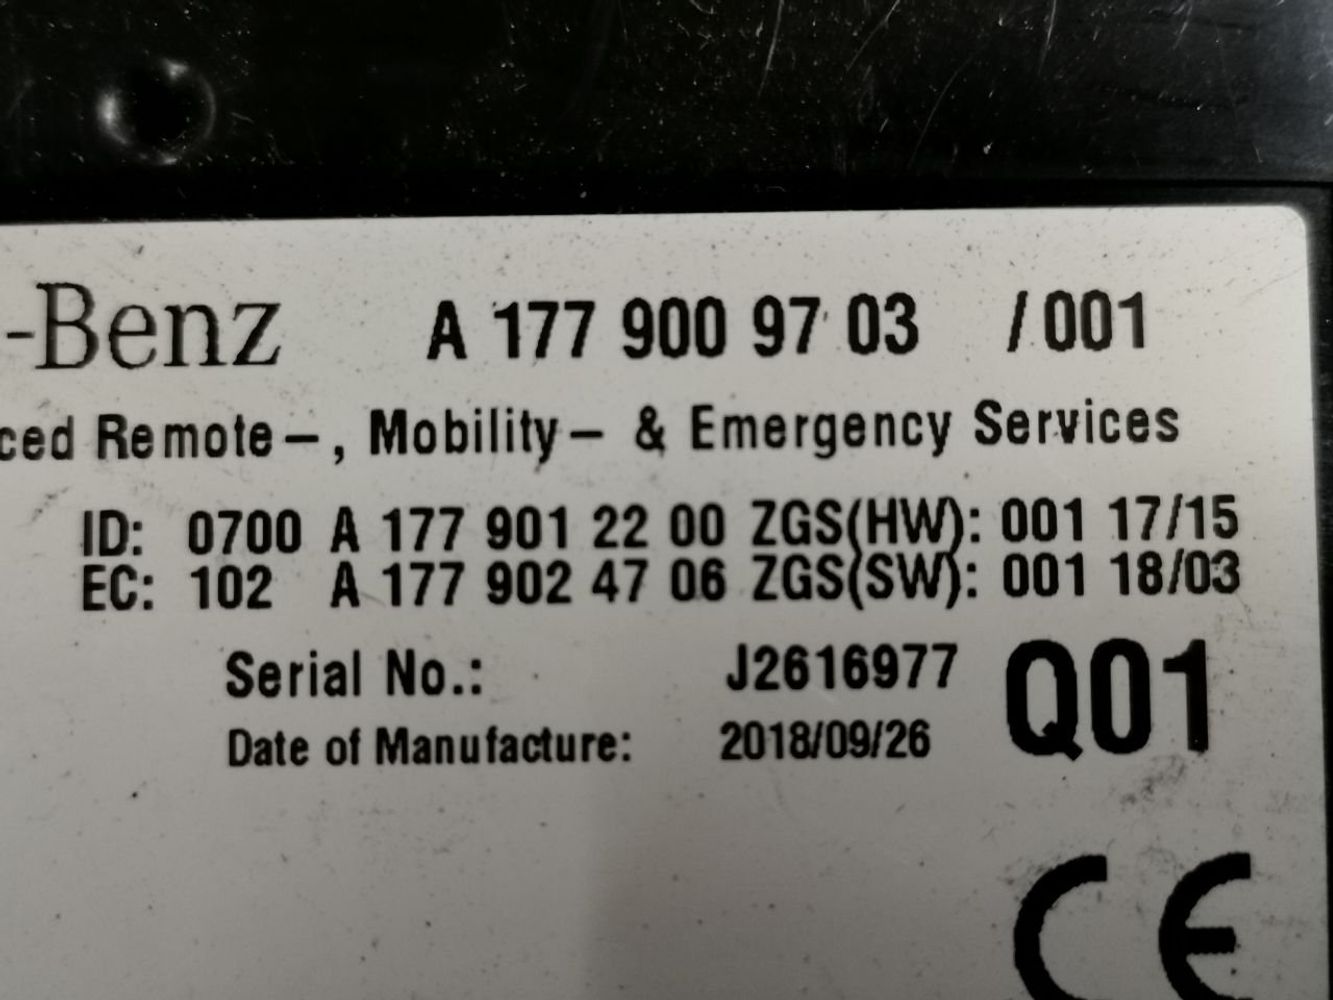 -Benz A 177 900 97 03 /001
ced Remote-, Mobility- & Emergency Services
ID: 0700 A 177 901 22 00 ZGS(HW): 001 17/15
EC: 102 A 177 902 47 06 ZGS(SW): 001 18/03
Serial No.: J2616977 Q01
Date of Manufacture: 2018/09/26
CE